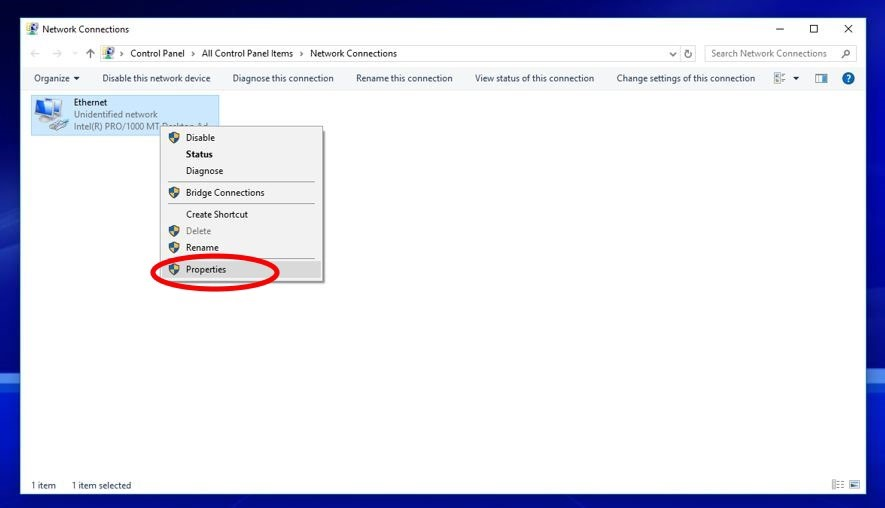 Network Connections
Control Panel > All Control Panel Items > Network Connections
Search Network Connections
Organize Disable this network device Diagnose this connection Rename this connection View status of this connection Change settings of this connection
Ethernet
Unidentified network
Intel(R) PRO/1000 MT Desktop Ad...
Disable
Status
Diagnose
Bridge Connections
Create Shortcut
Delete
Rename
Properties
1 item 1 item selected